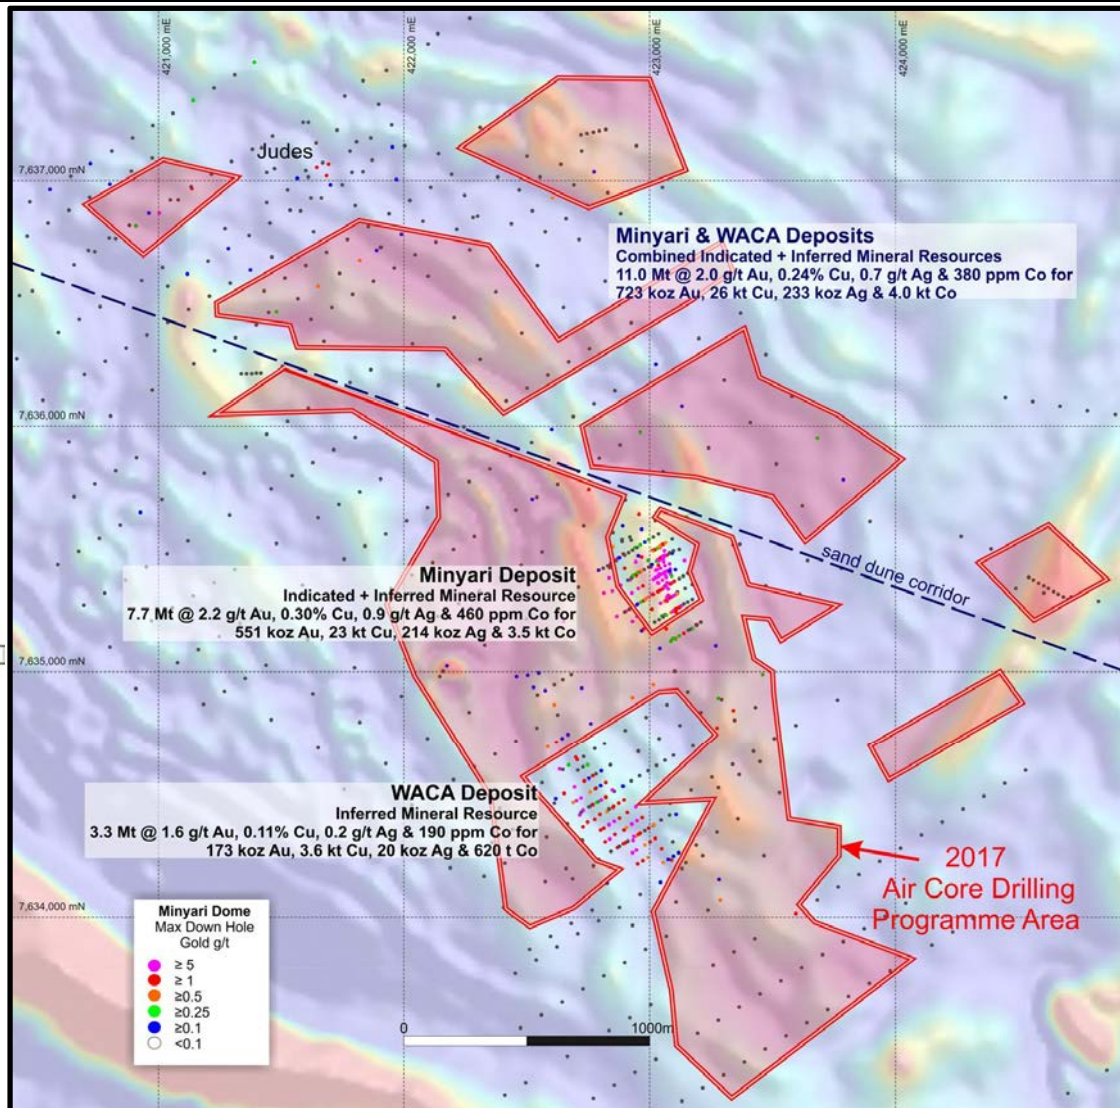 421,000 mE
422,000 mE
423,000 mE
424,000 mE
Judes
7,637,000 mN
Minyari & WACA Deposits
Combined Indicated + Inferred Mineral Resources
11.0 Mt @ 2.0 g/t Au, 0.24% Cu, 0.7 g/t Ag & 380 ppm Co for
723 koz Au, 26 kt Cu, 233 koz Ag & 4.0 kt Co
7,636,000 mN
sand dune corridor
Minyari Deposit
Indicated + Inferred Mineral Resource
7.7 Mt @ 2.2 g/t Au, 0.30% Cu, 0.9 g/t Ag & 460 ppm Co for
551 koz Au, 23 kt Cu, 214 koz Ag & 3.5 kt Co
7,635,000 mN
WACA Deposit
Inferred Mineral Resource
3.3 Mt @ 1.6 g/t Au, 0.11% Cu, 0.2 g/t Ag & 190 ppm Co for
173 koz Au, 3.6 kt Cu, 20 koz Ag & 620 t Co
2017
Air Core Drilling
Programme Area
7,634,000 mN
Minyari Dome
Max Down Hole
Gold g/t
≥ 5
≥ 1
≥0.5
≥0.25
≥0.1
<0.1
0
1000m